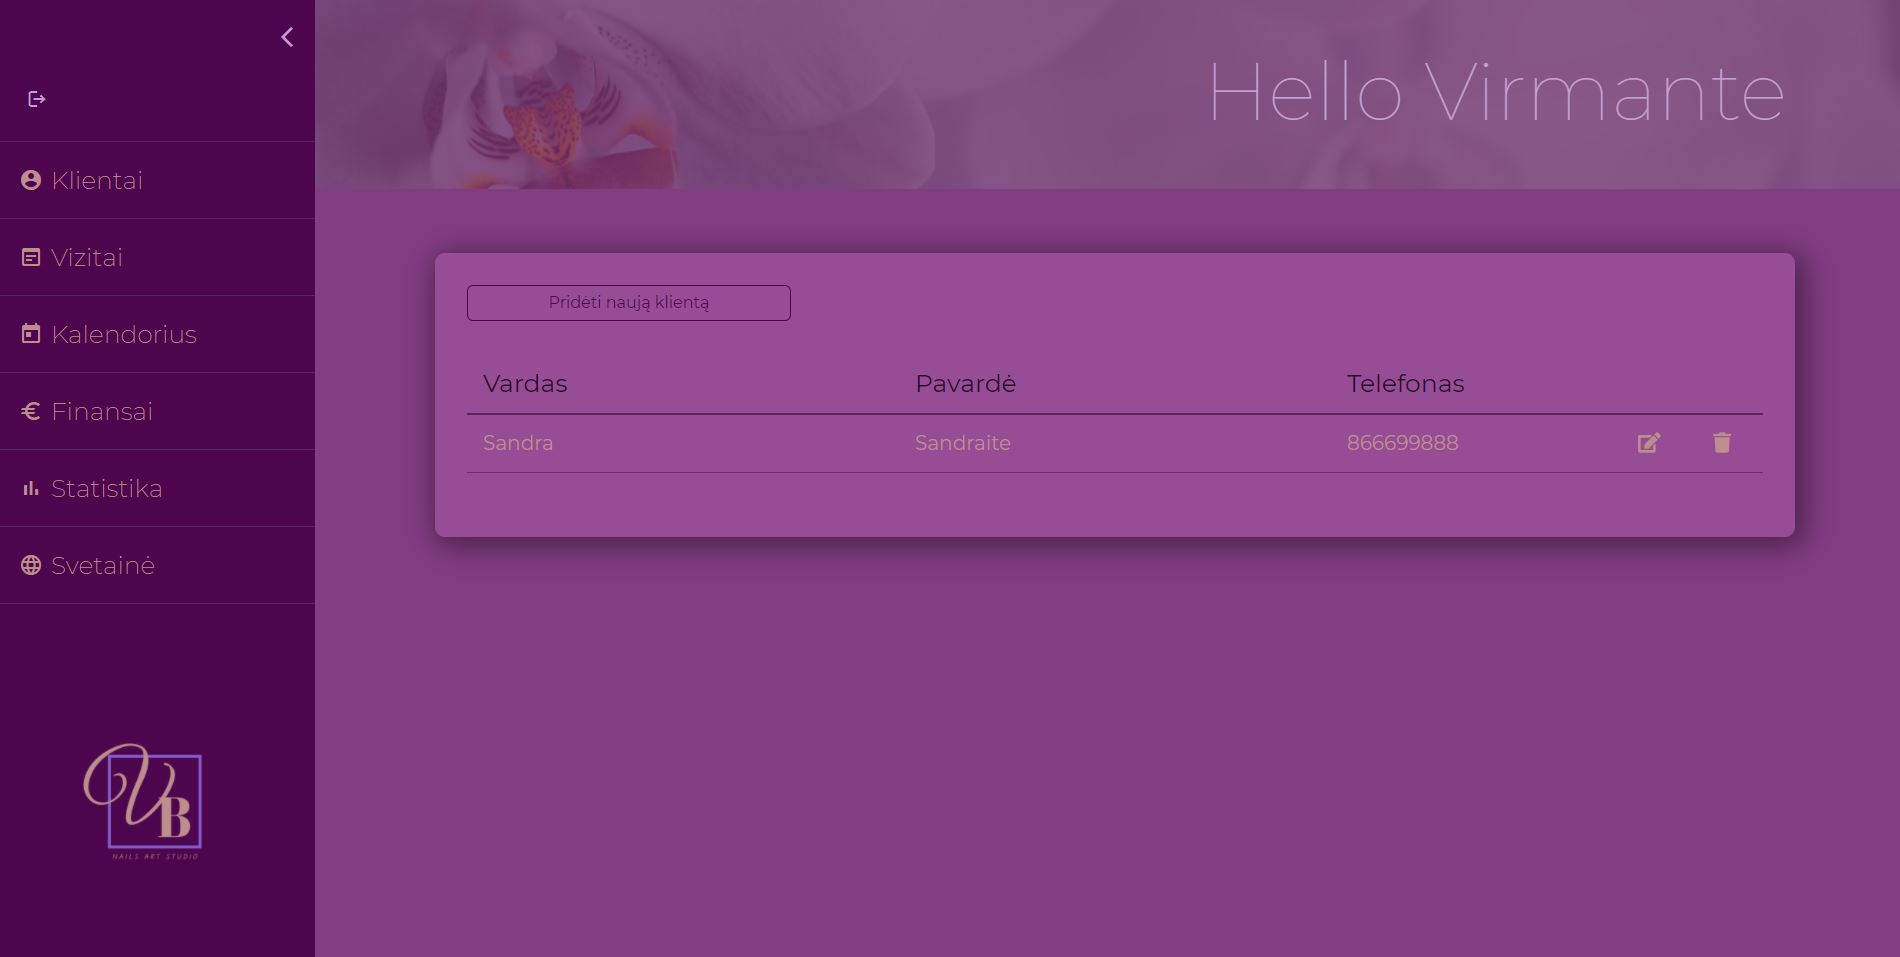 Hello Virmante
Klientai
Vizitai
Kalendorius
Finansai
Statistika
Svetainė
VB
NAILS ART STUDIO
Pridėti naują klientą
Vardas Pavardė Telefonas
Sandra Sandraite 866699888